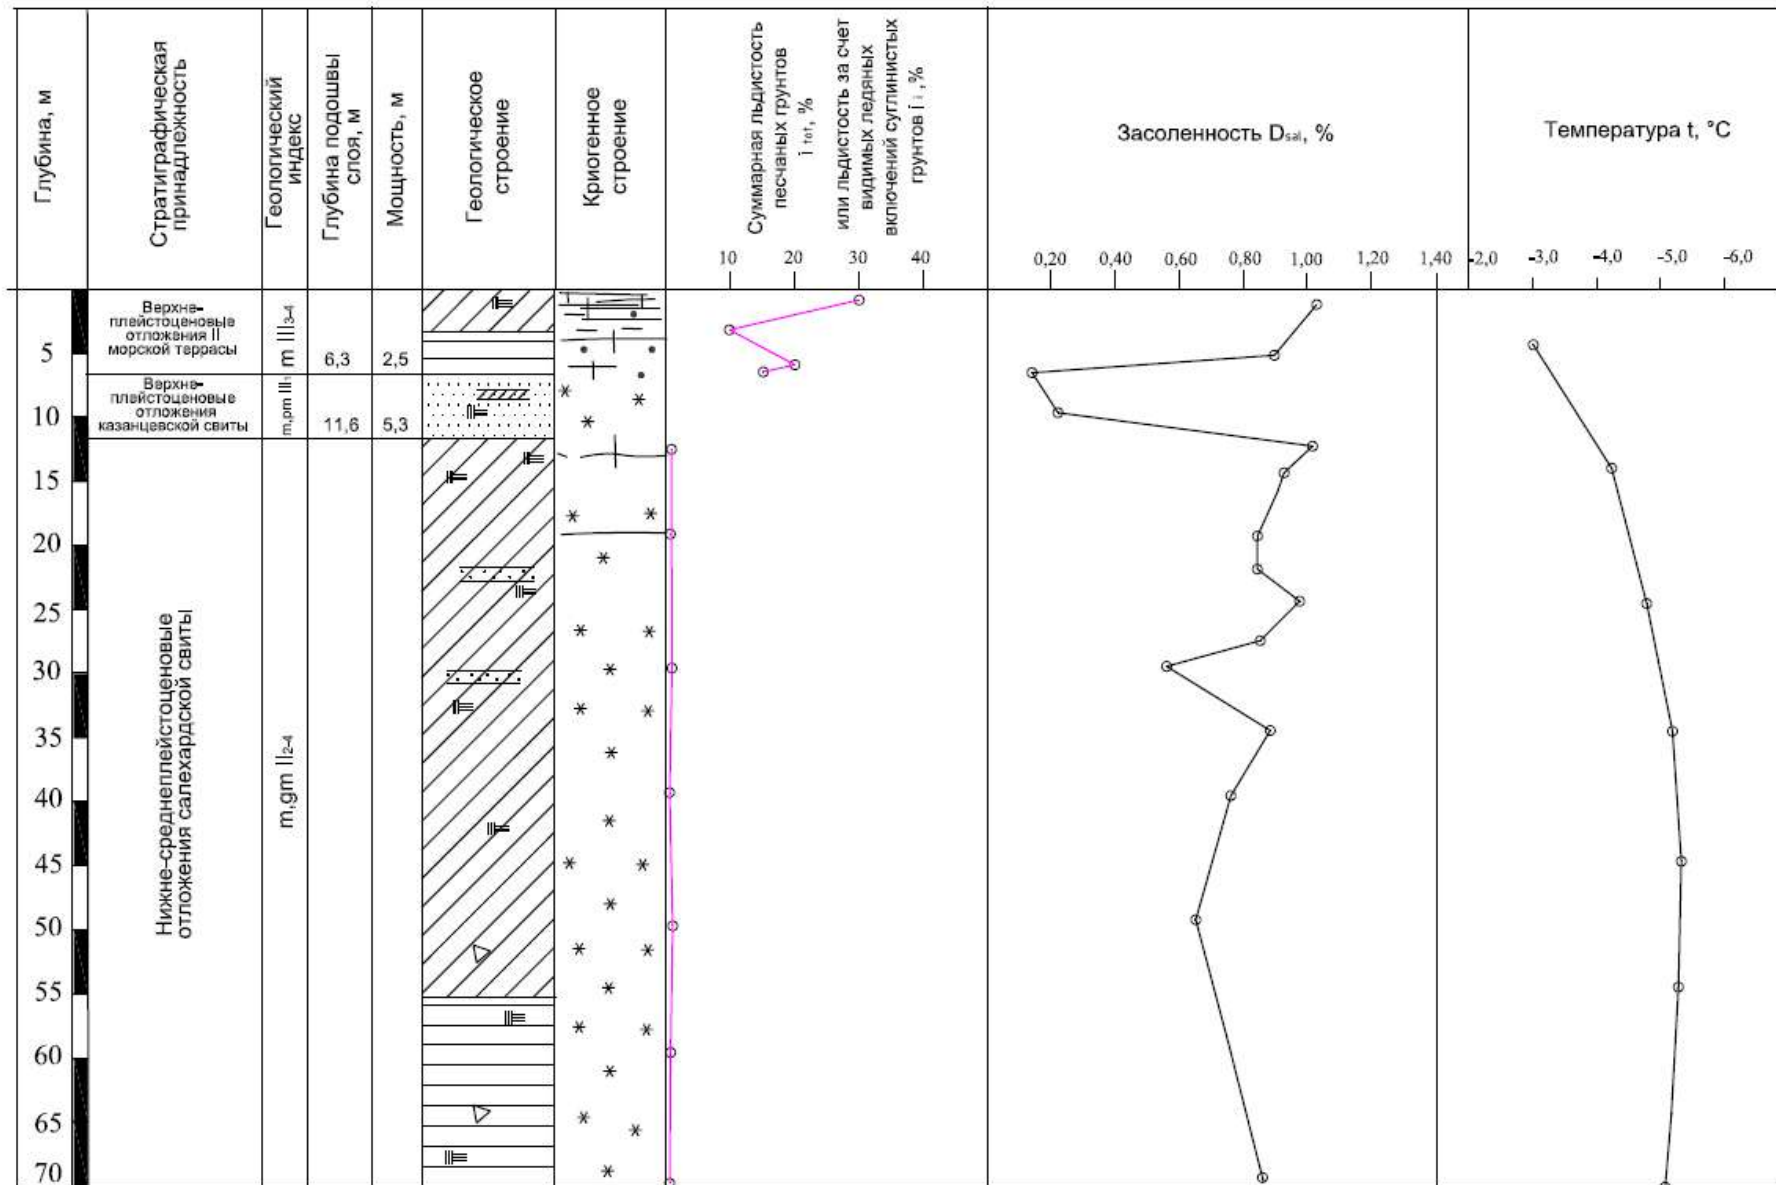 Глубина, м
Стратиграфическая
принадлежность
Геологический
индекс
Глубина подошвы
слоя, м
Мощность, м
Геологическое
строение
Криогенное
строение
Суммарная льдистость
песчаных грунтов
i tot, %
или льдистость за счет
видимых ледяных
включений суглинистых
грунтов i i ,%
10 20 30 40
Засоленность Dsal, %
0,20 0,40 0,60 0,80 1,00 1,20 1,40
Температура t, °C
-2,0 -3,0 -4,0 -5,0 -6,0
Верхне-
плейстоценовые
отложения II
морской террасы
m III3-4
6,3 2,5
5
Верхне-
плейстоценовые
отложения
казанцевской свиты
m,pm III1
11,6 5,3
10
Нижне-среднеплейстоценовые
отложения салехардской свиты
m,gm II2-4
15
20
25
30
35
40
45
50
55
60
65
70